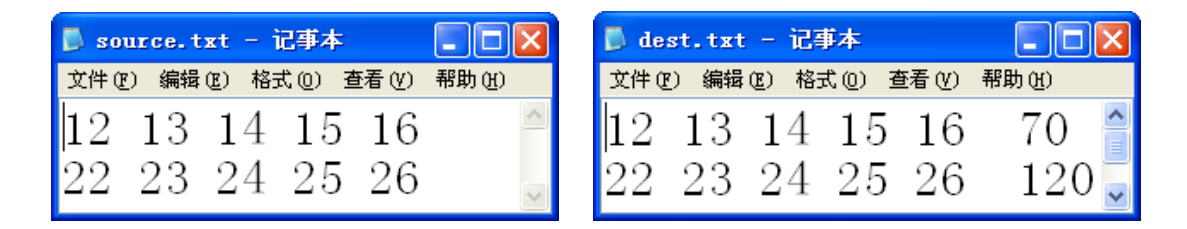 source.txt - 记事本
文件(F) 编辑(E) 格式(O) 查看(V) 帮助(H)
12 13 14 15 16
22 23 24 25 26
dest.txt - 记事本
文件(F) 编辑(E) 格式(O) 查看(V) 帮助(H)
12 13 14 15 16 70
22 23 24 25 26 120